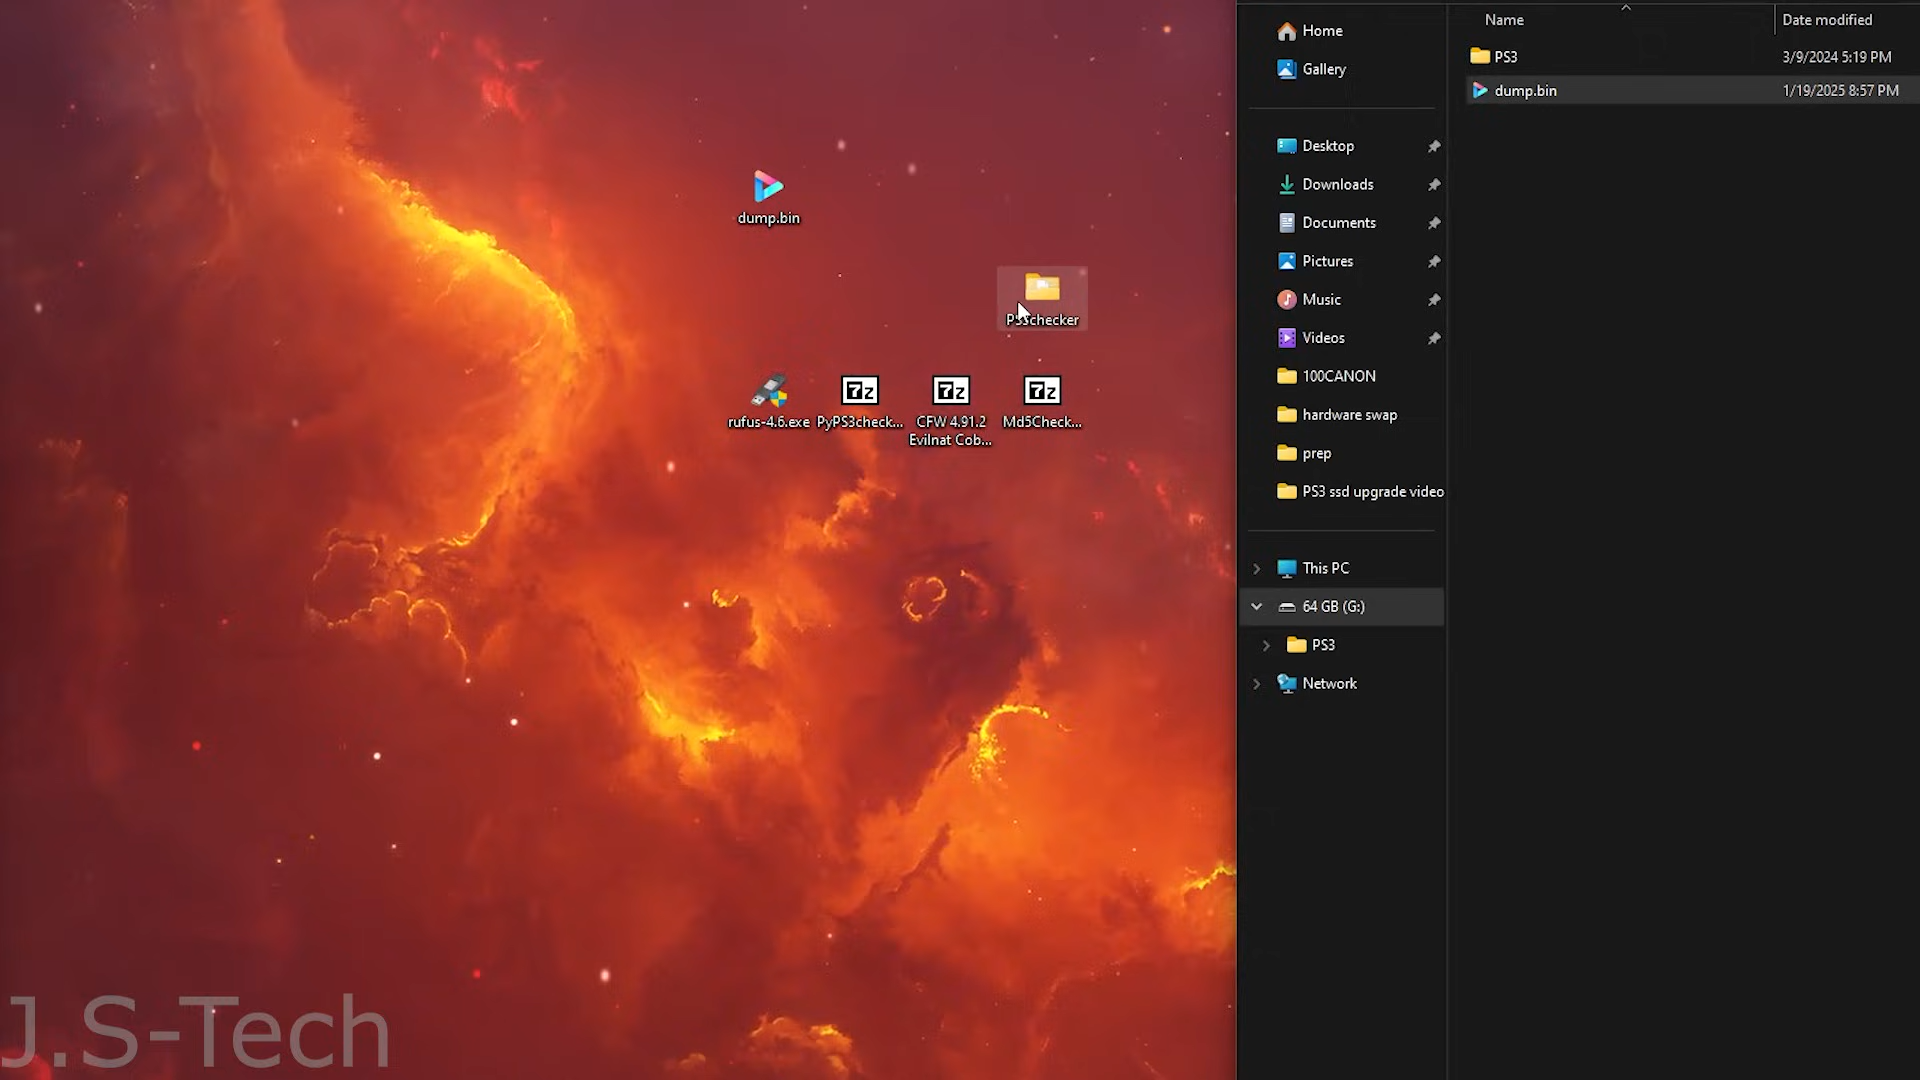 dump.bin
PS3checker
rufus-4.6.exe
PyPS3check...
CFW 4.91.2
Evilnat Cob...
Md5Check...
J.S-Tech
Home
Gallery
Desktop
Downloads
Documents
Pictures
Music
Videos
100CANON
hardware swap
prep
PS3 ssd upgrade video
This PC
64 GB (G:)
PS3
Network
Name Date modified
PS3 3/9/2024 5:19 PM
dump.bin 1/19/2025 8:57 PM